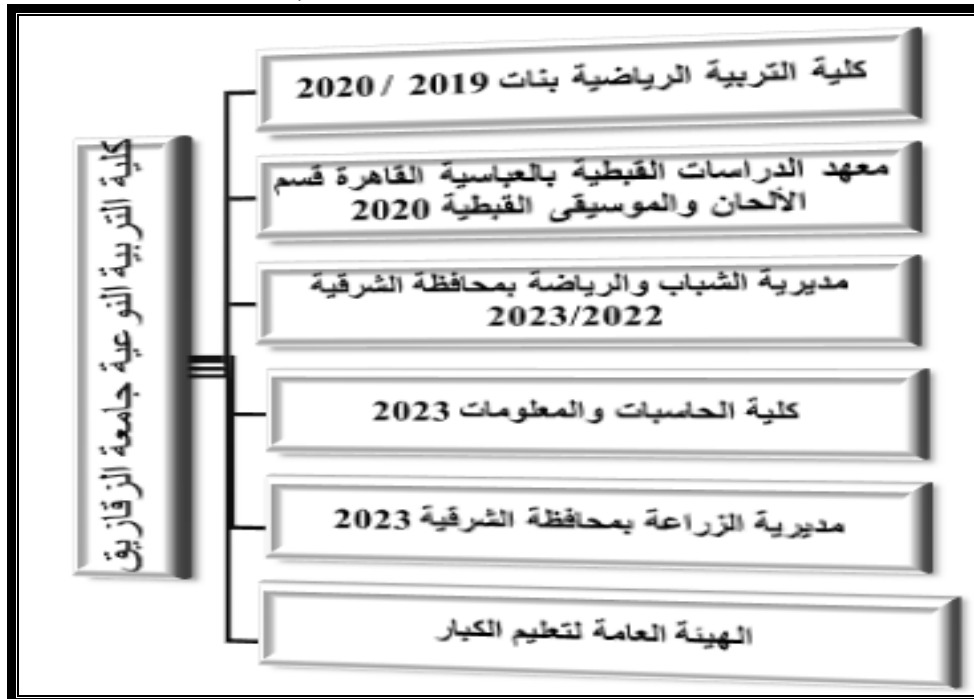 كلية التربية النوعية جامعة الزقازيق
كلية التربية الرياضية بنات 2019 / 2020
معهد الدراسات القبطية بالعباسية القاهرة قسم
الألحان والموسيقى القبطية 2020
مديرية الشباب والرياضة بمحافظة الشرقية
2023/2022
كلية الحاسبات والمعلومات 2023
مديرية الزراعة بمحافظة الشرقية 2023
الهيئة العامة لتعليم الكبار